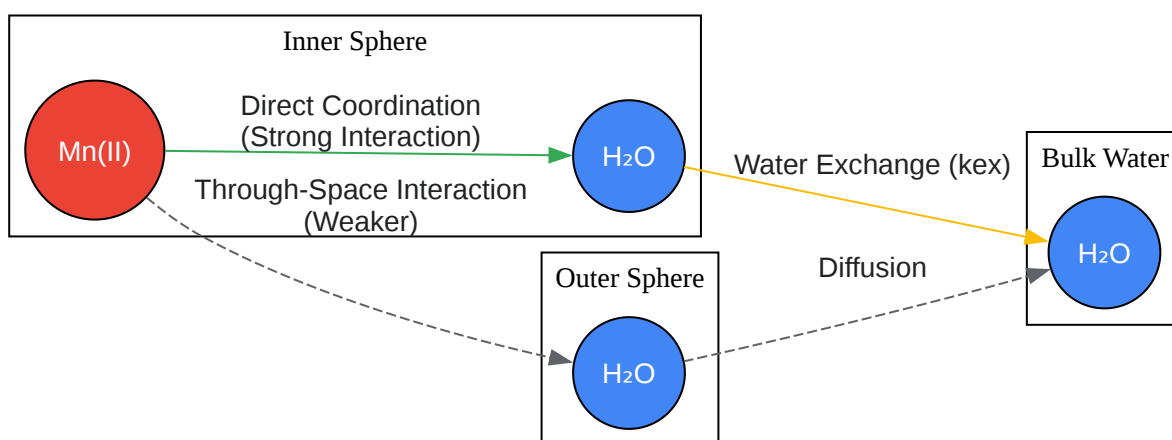 Inner Sphere
Mn(II)
Direct Coordination
(Strong Interaction)
H₂O
Through-Space Interaction
(Weaker)
Water Exchange (kex)
Bulk Water
H₂O
Outer Sphere
H₂O
Diffusion